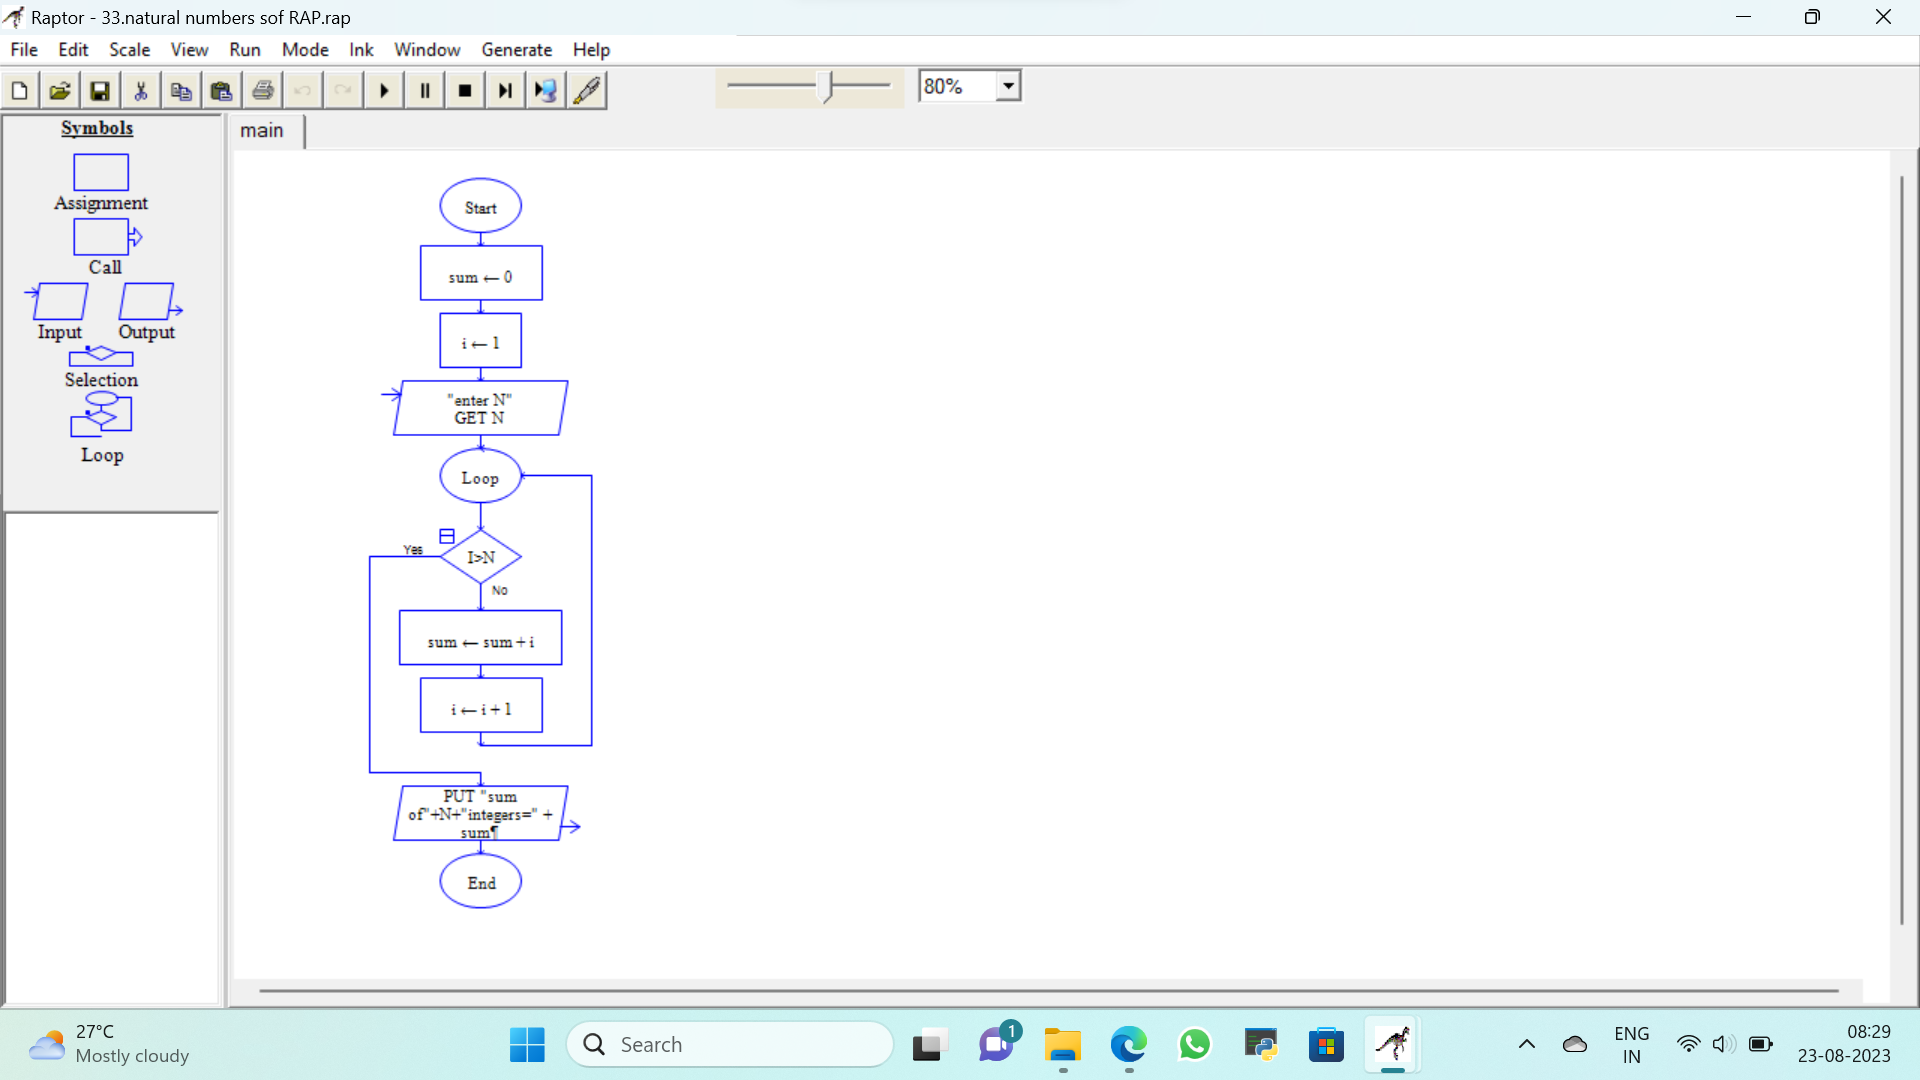 Raptor - 33.natural numbers sof RAP.rap
File Edit Scale View Run Mode Ink Window Generate Help
80%
Symbols
Assignment
Call
Input Output
Selection
Loop
main
Start
sum ← 0
i ← 1
"enter N"
GET N
Loop
Yes
I>N
No
sum ← sum + i
i ← i + 1
PUT "sum
of"+N+"integers=" +
sum¶
End
27°C
Mostly cloudy
Search
1
ENG
IN
08:29
23-08-2023